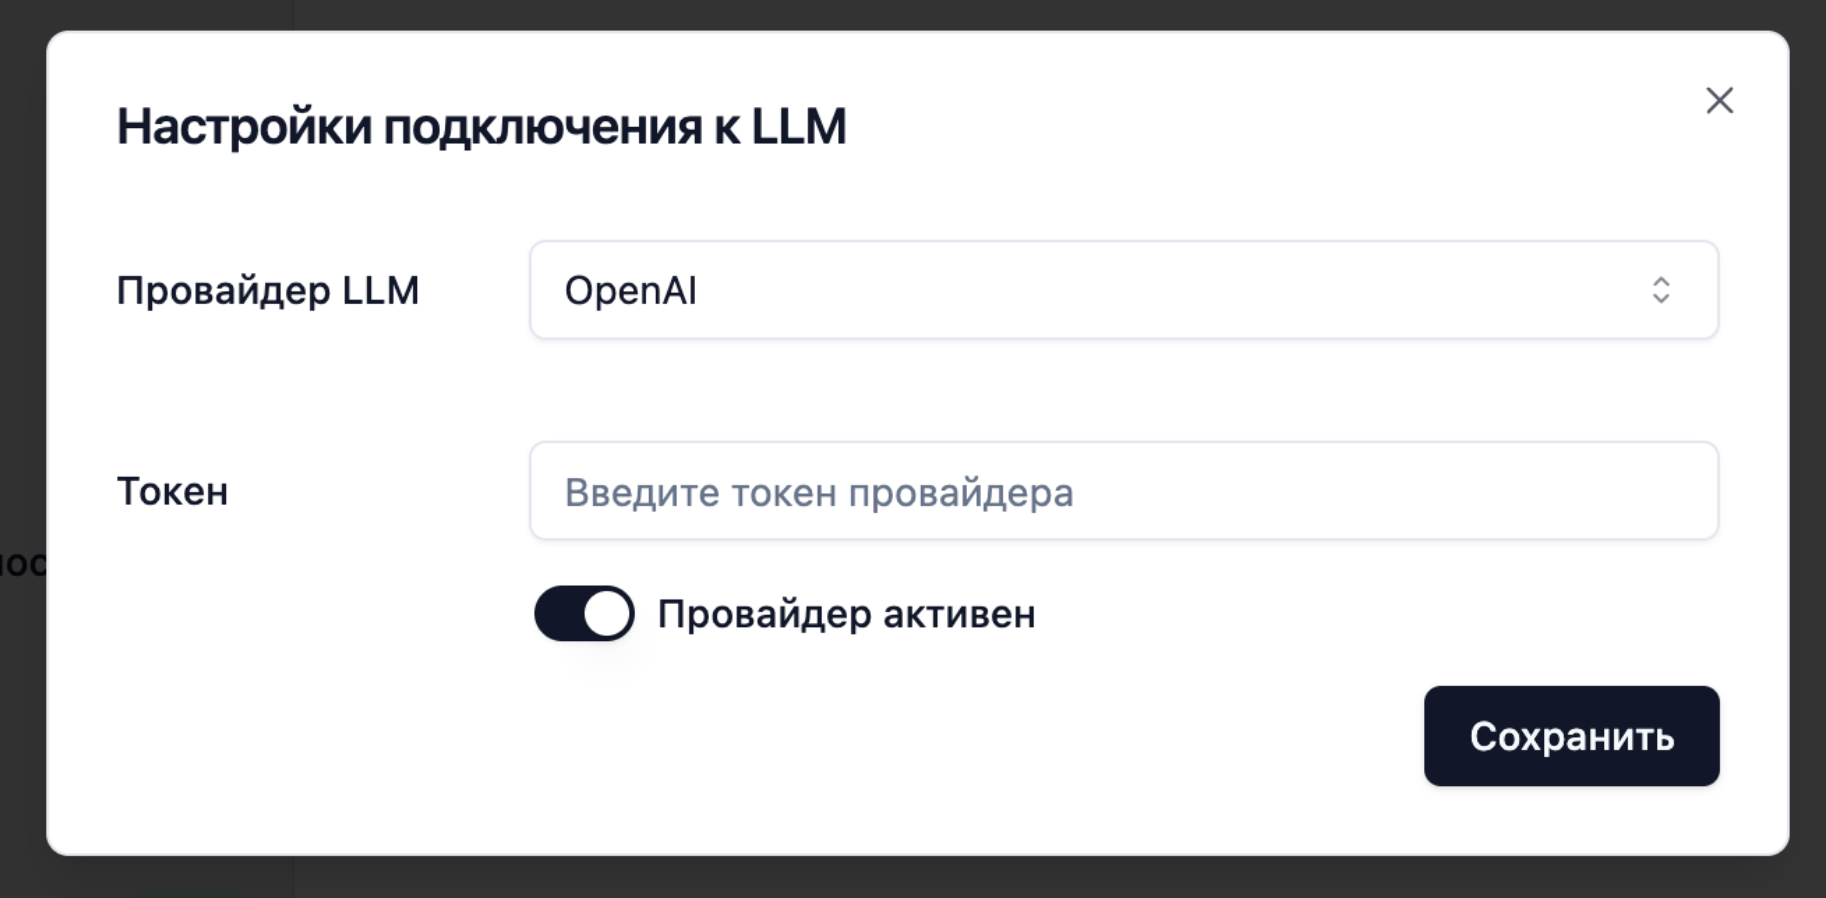 Настройки подключения к LLM
Провайдер LLM
OpenAI
Токен
Введите токен провайдера
Провайдер активен
Сохранить